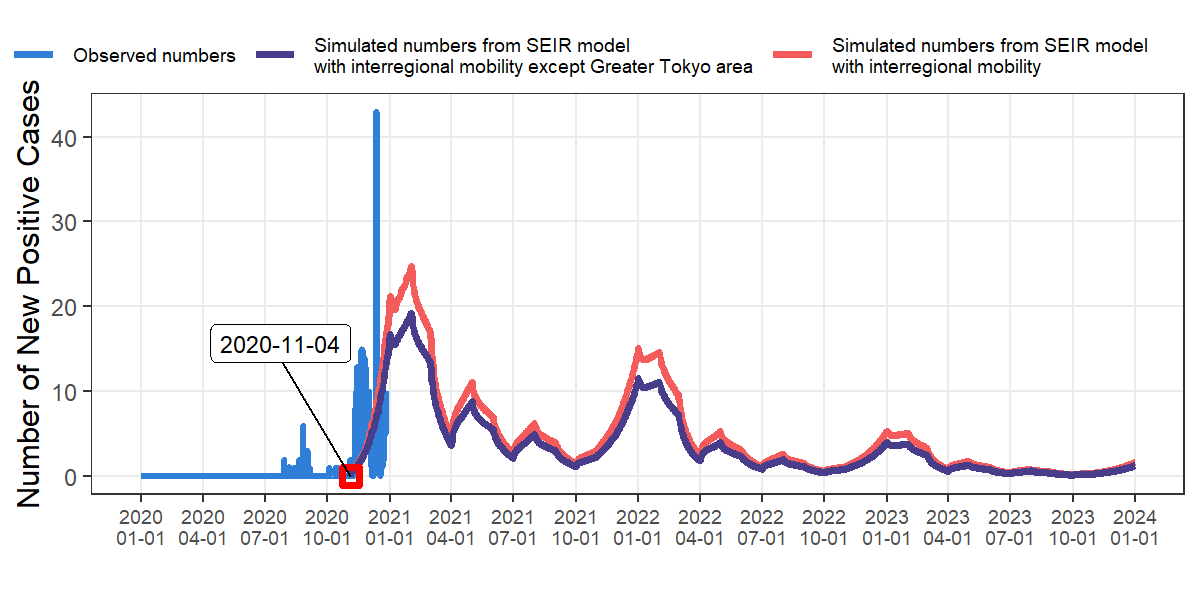 Observed numbers
Simulated numbers from SEIR model
with interregional mobility except Greater Tokyo area
Simulated numbers from SEIR model
with interregional mobility
Number of New Positive Cases
40
30
20
10
0
2020-11-04
2020 2020 2020 2020 2021 2021 2021 2021 2022 2022 2022 2022 2023 2023 2023 2023 2024
01-01 04-01 07-01 10-01 01-01 04-01 07-01 10-01 01-01 04-01 07-01 10-01 01-01 04-01 07-01 10-01 01-01